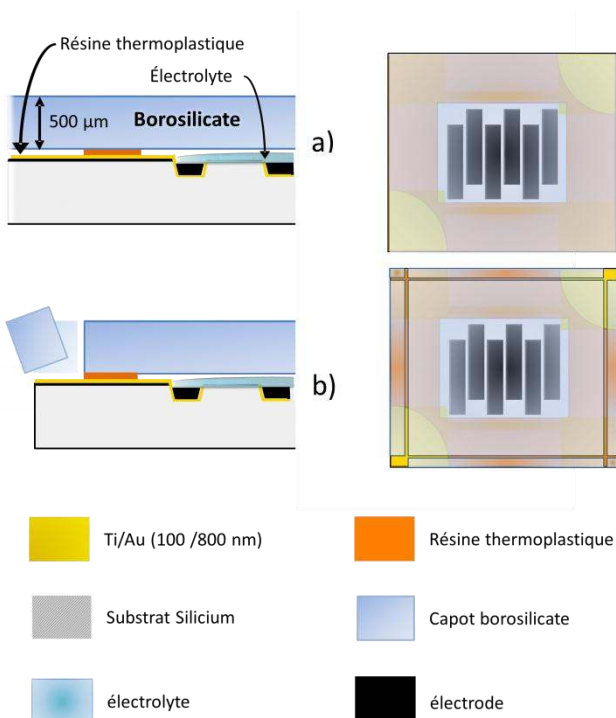 Résine thermoplastique
Électrolyte
500 µm
Borosilicate
a)
b)
Ti/Au (100 /800 nm)
Résine thermoplastique
Substrat Silicium
Capot borosilicate
électrolyte
électrode